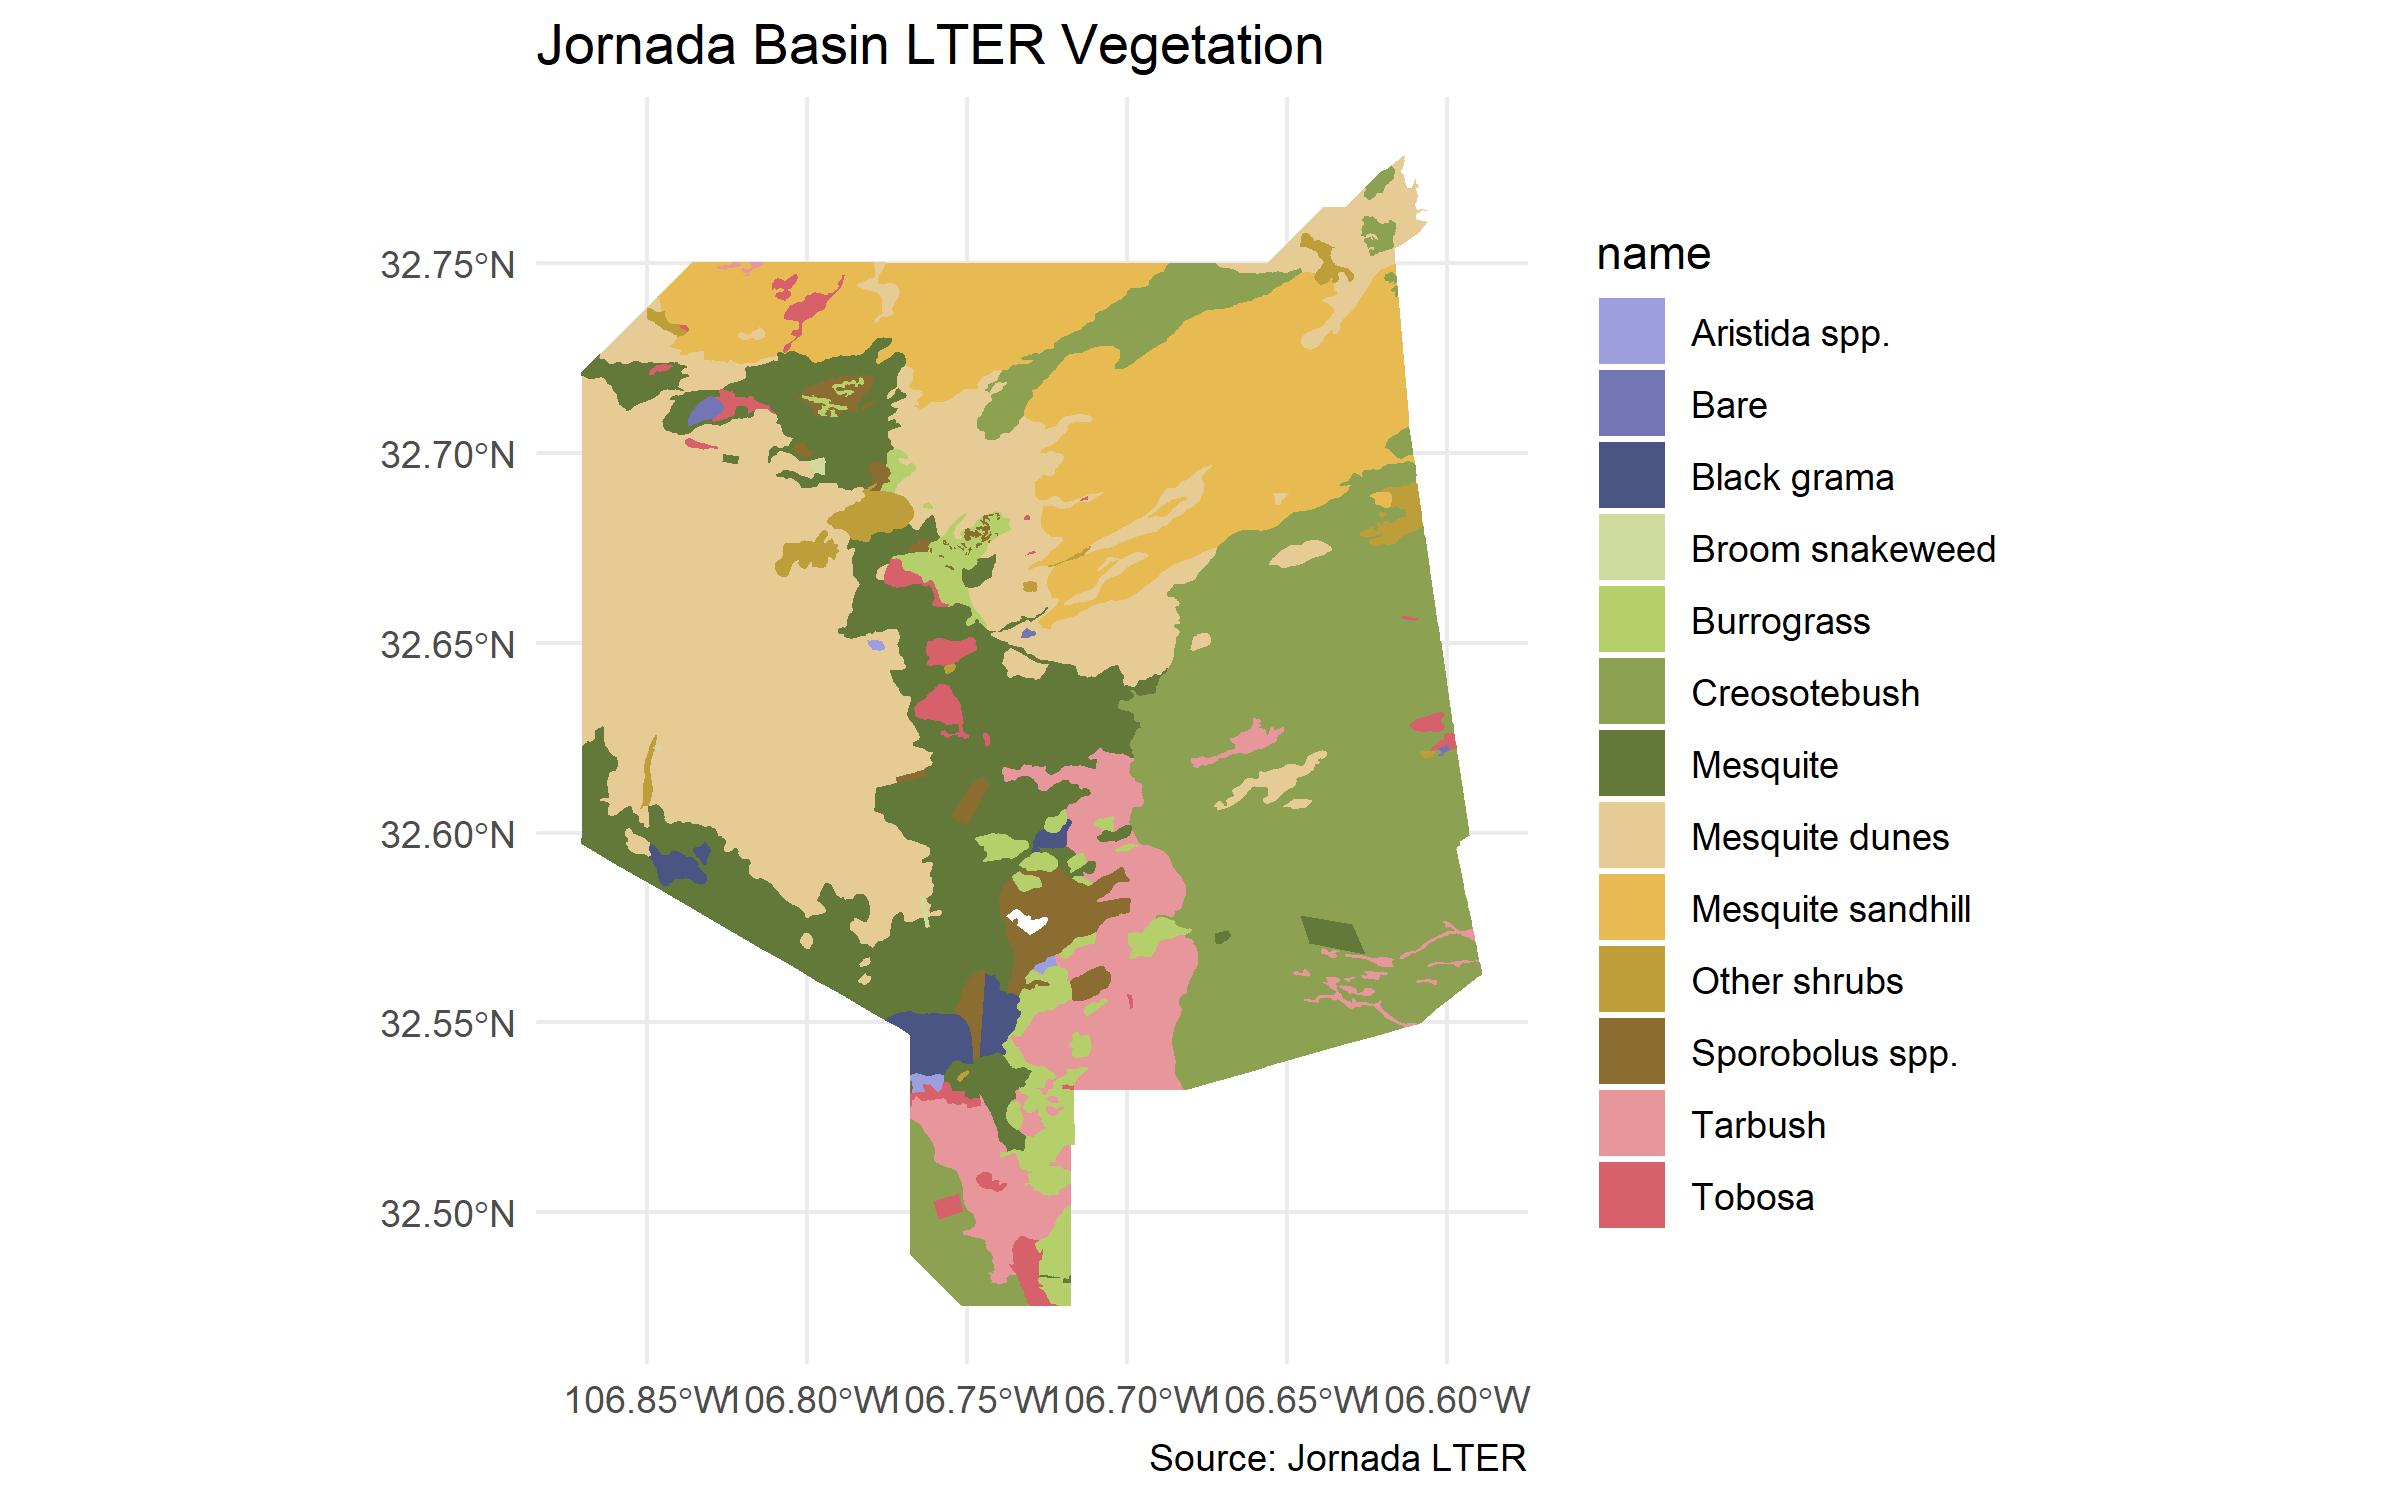 Jornada Basin LTER Vegetation
32.75°N
32.70°N
32.65°N
32.60°N
32.55°N
32.50°N
106.85°W
106.80°W
106.75°W
106.70°W
106.65°W
106.60°W
Source: Jornada LTER
name
Aristida spp.
Bare
Black grama
Broom snakeweed
Burrograss
Creosotebush
Mesquite
Mesquite dunes
Mesquite sandhill
Other shrubs
Sporobolus spp.
Tarbush
Tobosa